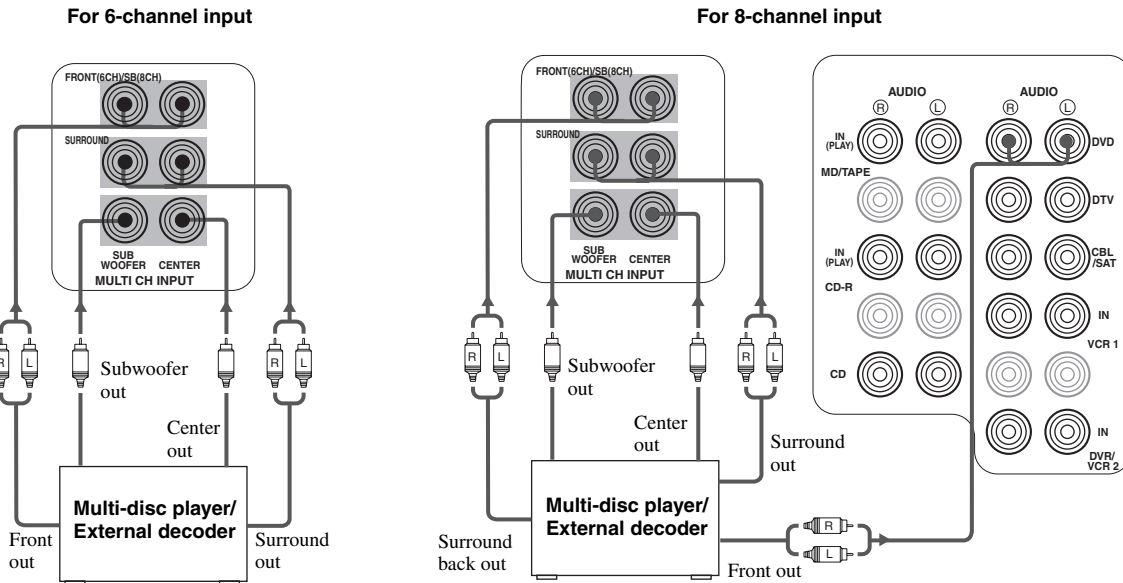 For 6-channel input
FRONT(6CH)/SB(8CH)
SURROUND
SUB
WOOFER
CENTER
MULTI CH INPUT
R
L
R
L
Subwoofer
out
Center
out
Multi-disc player/
External decoder
Front
out
Surround
out
For 8-channel input
FRONT(6CH)/SB(8CH)
SURROUND
SUB
WOOFER
CENTER
MULTI CH INPUT
R
L
R
L
Subwoofer
out
Center
out
Surround
out
Multi-disc player/
External decoder
Surround
back out
R
L
Front out
AUDIO
R
L
AUDIO
R
L
IN
(PLAY)
MD/TAPE
IN
(PLAY)
CD-R
CD
DVD
DTV
CBL
/SAT
IN
VCR 1
IN
DVR/
VCR 2